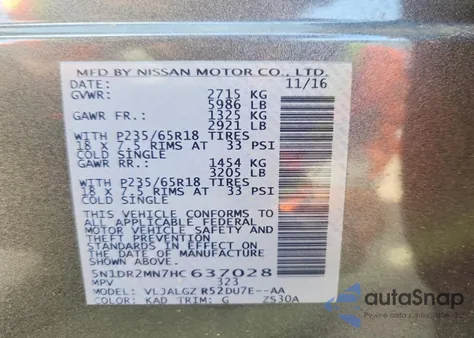 MFD BY NISSAN MOTOR CO., LTD.
DATE: 11/16
GVWR: 2715 KG
5986 LB
GAWR FR.: 1325 KG
2921 LB
WITH P235/65R18 TIRES
18 X 7.5 RIMS AT 33 PSI
COLD SINGLE
GAWR RR.: 1454 KG
3205 LB
WITH P235/65R18 TIRES
18 X 7.5 RIMS AT 33 PSI
COLD SINGLE
THIS VEHICLE CONFORMS TO ALL
APPLICABLE FEDERAL
MOTOR VEHICLE SAFETY AND
THEFT PREVENTION
STANDARDS IN EFFECT ON THE
DATE OF MANUFACTURE
SHOWN ABOVE.
5N1DR2MN7HC637028
MPV 323
MODEL: VLJALGZ R52DU7E--AA
COLOR: KAD TRIM: G ZS30A
autoSnap